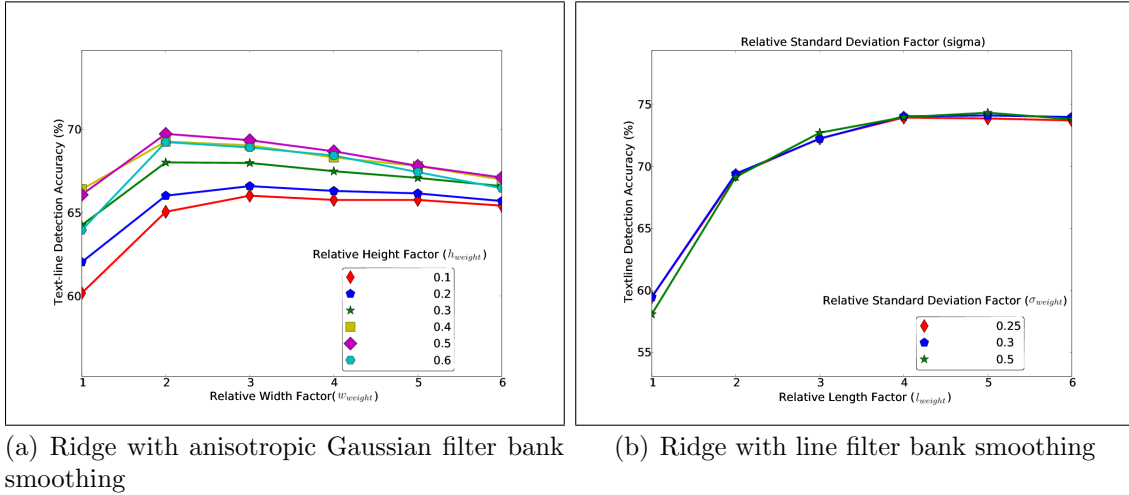 70
65
60
Text-line Detection Accuracy (%)
Relative Height Factor (h_weight)
0.1
0.2
0.3
0.4
0.5
0.6
1 2 3 4 5 6
Relative Width Factor(w_weight)
(a) Ridge with anisotropic Gaussian filter bank
smoothing
Relative Standard Deviation Factor (sigma)
75
70
65
60
55
Textline Detection Accuracy (%)
Relative Standard Deviation Factor (σ_weight)
0.25
0.3
0.5
1 2 3 4 5 6
Relative Length Factor (l_weight)
(b) Ridge with line filter bank smoothing